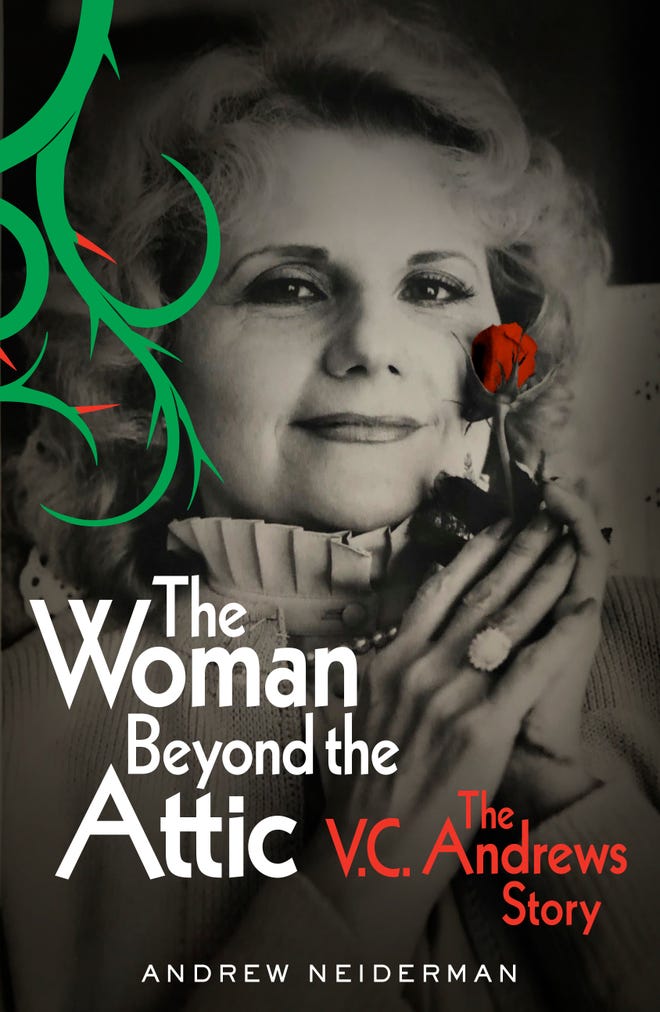 The
Woman
Beyond the
Attic
The
V.C. Andrews
Story
ANDREW NEIDERMAN